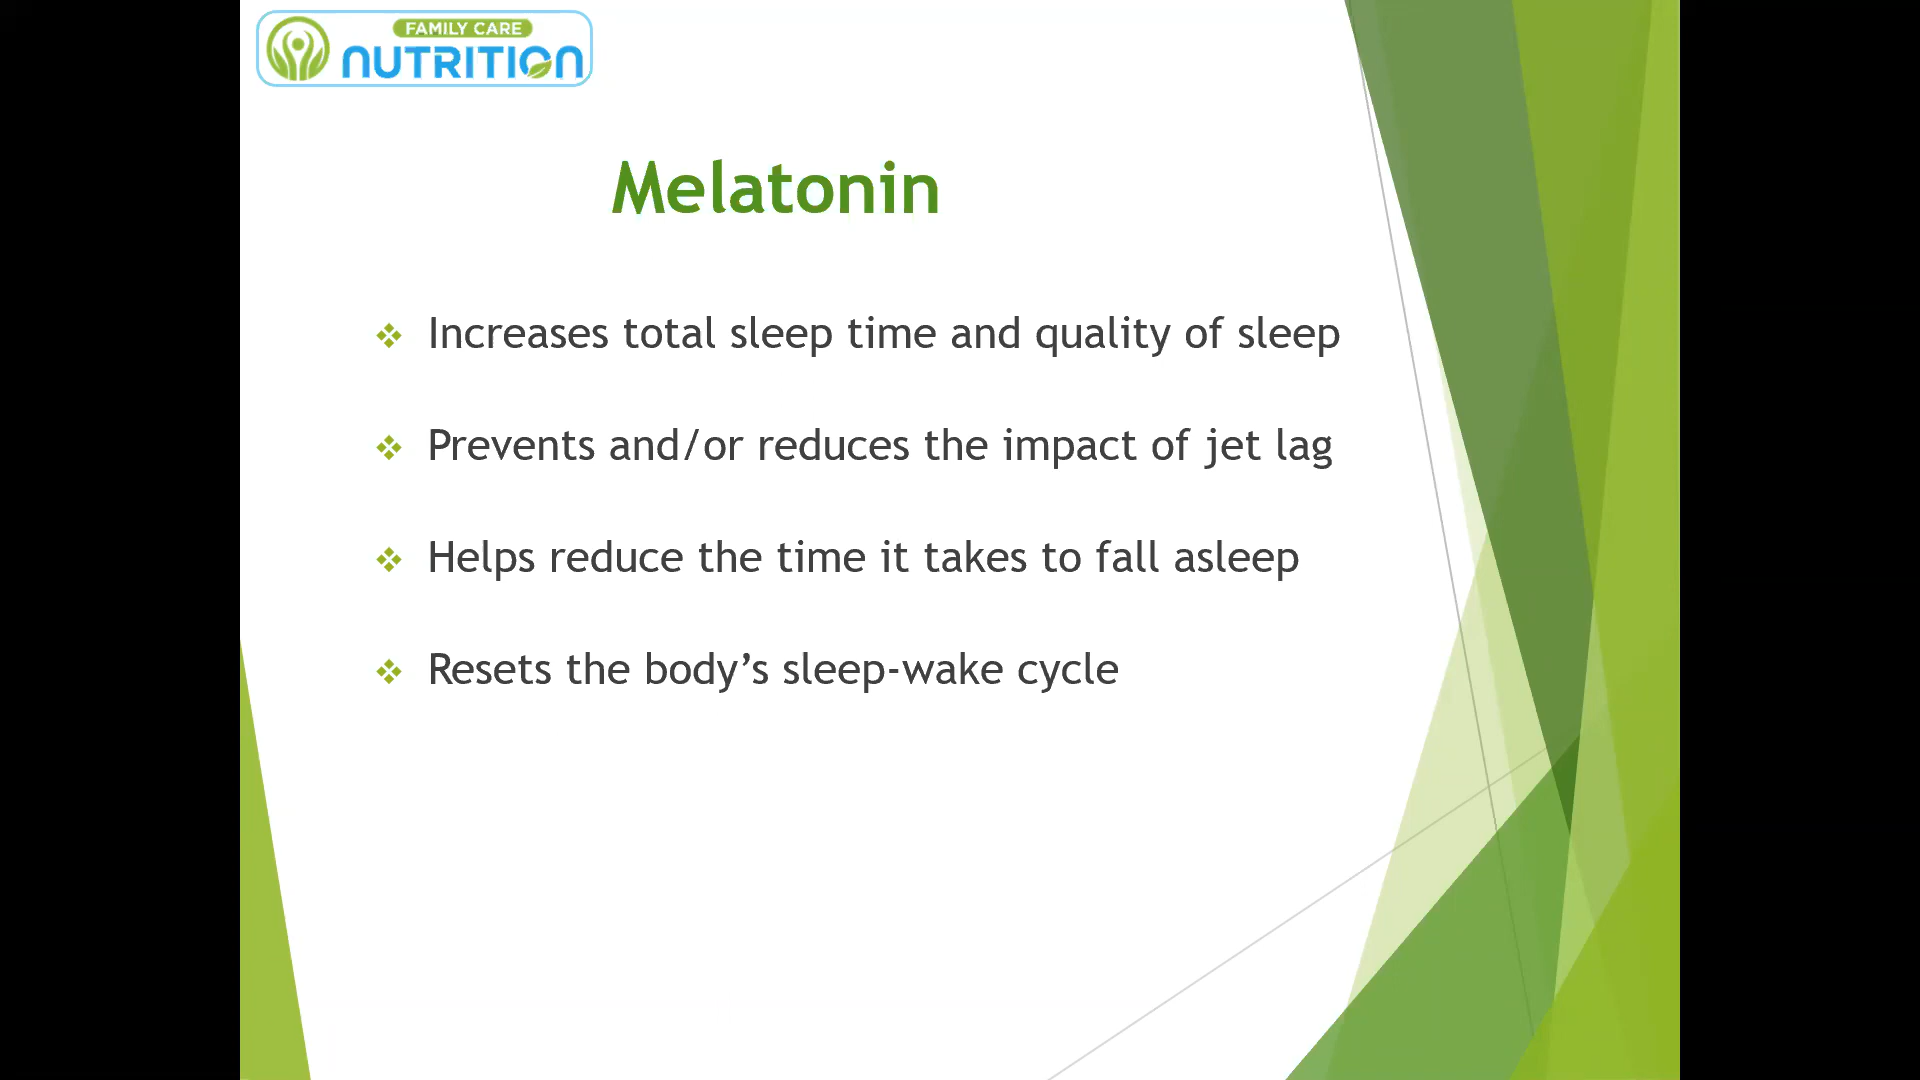 FAMILY CARE
NUTRITION
Melatonin
❖ Increases total sleep time and quality of sleep
❖ Prevents and/or reduces the impact of jet lag
❖ Helps reduce the time it takes to fall asleep
❖ Resets the body’s sleep-wake cycle